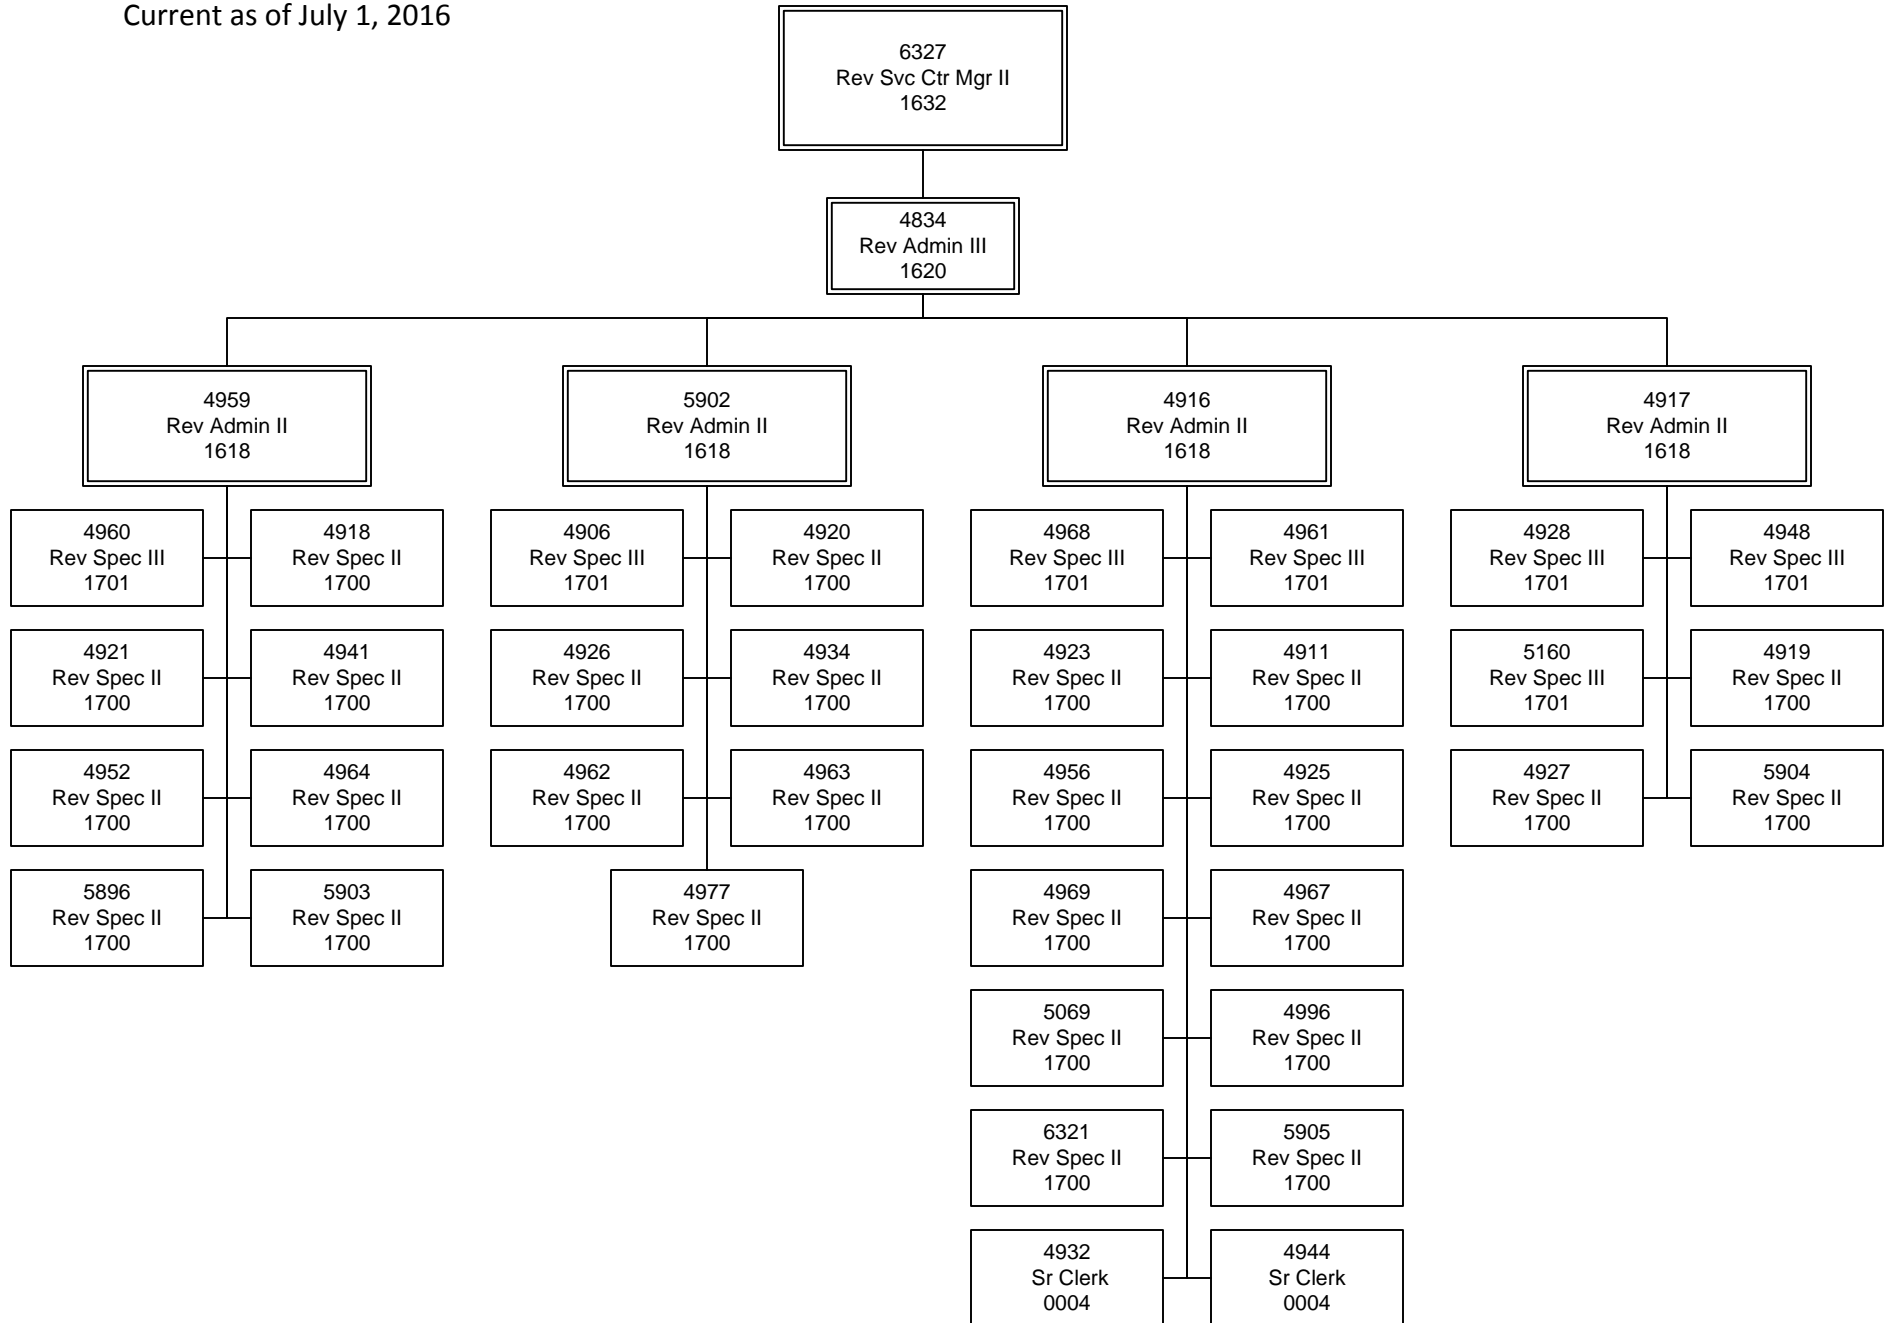 Current as of July 1, 2016
6327
Rev Svc Ctr Mgr II
1632
4834
Rev Admin III
1620
4959
Rev Admin II
1618
5902
Rev Admin II
1618
4916
Rev Admin II
1618
4917
Rev Admin II
1618
4960
Rev Spec III
1701
4918
Rev Spec II
1700
4906
Rev Spec III
1701
4920
Rev Spec II
1700
4968
Rev Spec III
1701
4961
Rev Spec III
1701
4928
Rev Spec III
1701
4948
Rev Spec III
1701
4921
Rev Spec II
1700
4941
Rev Spec II
1700
4926
Rev Spec II
1700
4934
Rev Spec II
1700
4923
Rev Spec II
1700
4911
Rev Spec II
1700
5160
Rev Spec III
1701
4919
Rev Spec II
1700
4952
Rev Spec II
1700
4964
Rev Spec II
1700
4962
Rev Spec II
1700
4963
Rev Spec II
1700
4956
Rev Spec II
1700
4925
Rev Spec II
1700
4927
Rev Spec II
1700
5904
Rev Spec II
1700
5896
Rev Spec II
1700
5903
Rev Spec II
1700
4977
Rev Spec II
1700
4969
Rev Spec II
1700
4967
Rev Spec II
1700
5069
Rev Spec II
1700
4996
Rev Spec II
1700
6321
Rev Spec II
1700
5905
Rev Spec II
1700
4932
Sr Clerk
0004
4944
Sr Clerk
0004